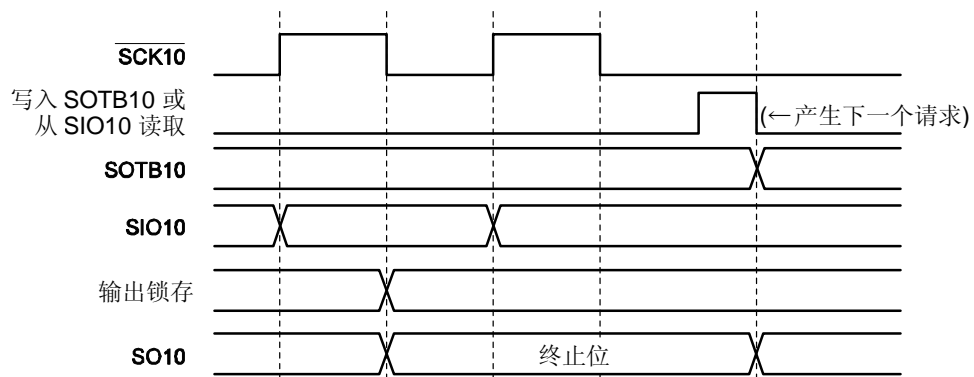 SCK10
写入 SOTB10 或
从 SIO10 读取
(←产生下一个请求)
SOTB10
SIO10
输出锁存
SO10
终止位